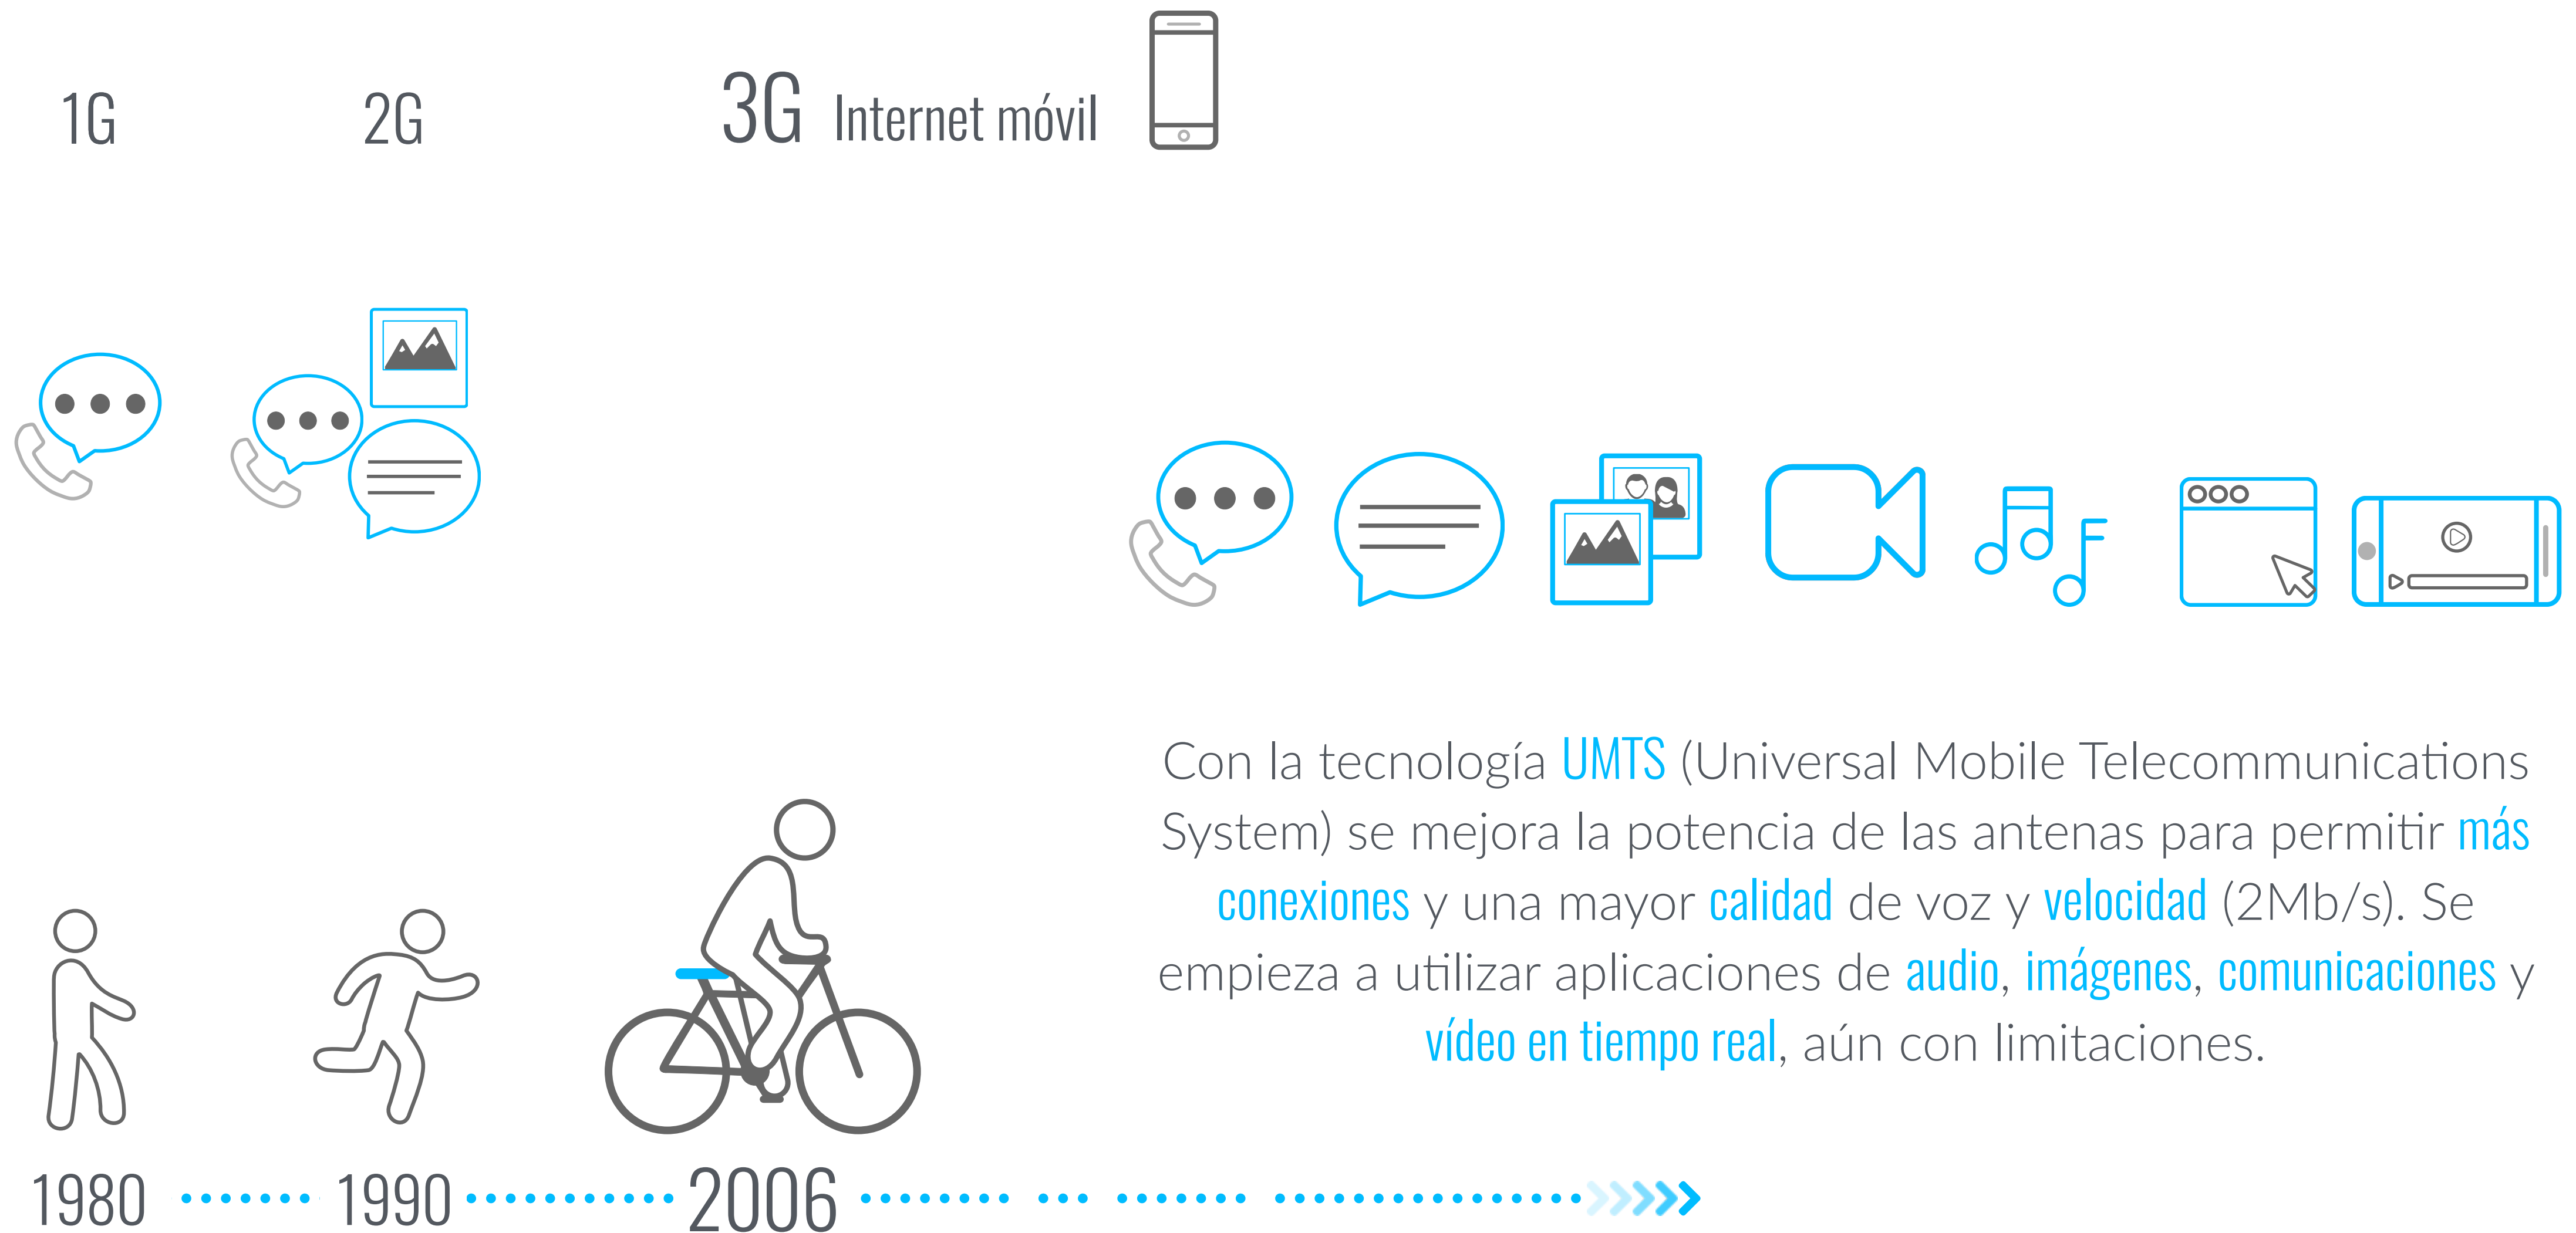 1G
2G
3G Internet móvil
Con la tecnología UMTS (Universal Mobile Telecommunications
System) se mejora la potencia de las antenas para permitir más
conexiones y una mayor calidad de voz y velocidad (2Mb/s). Se
empieza a utilizar aplicaciones de audio, imágenes, comunicaciones y
vídeo en tiempo real, aún con limitaciones.
1980
1990
2006